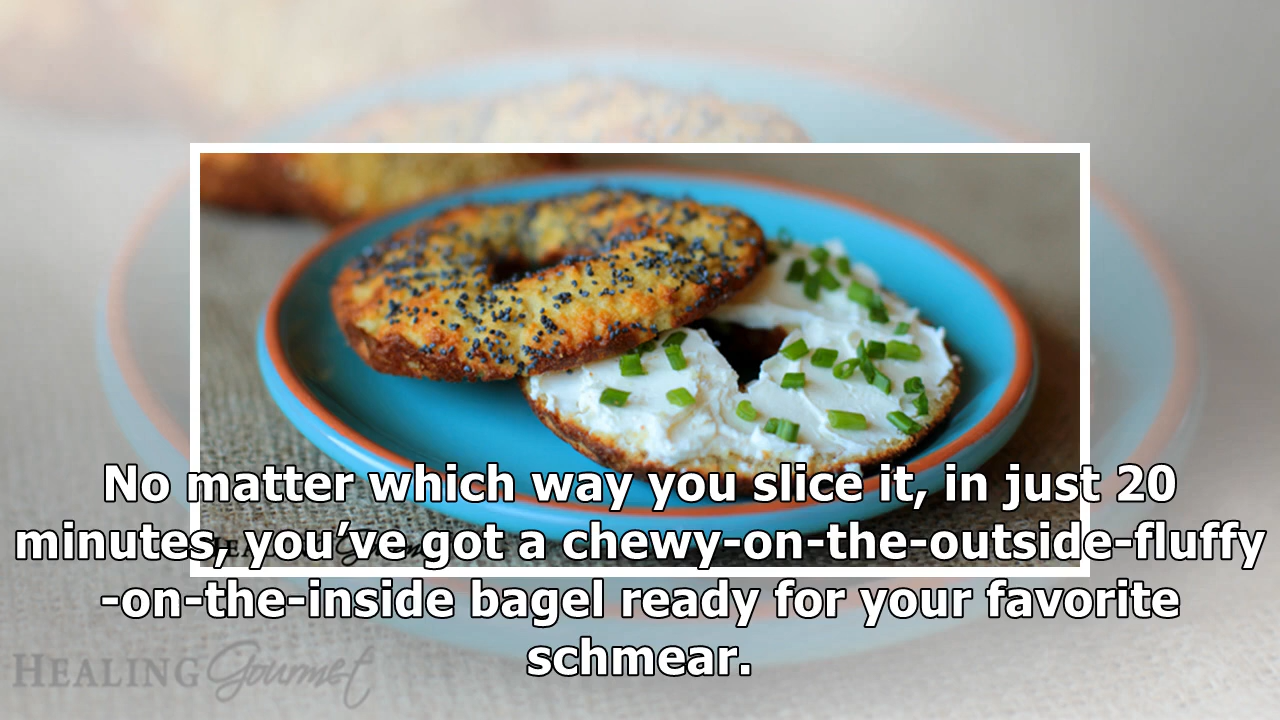 No matter which way you slice it, in just 20
minutes, you’ve got a chewy-on-the-outside-fluffy
-on-the-inside bagel ready for your favorite
schmear.
HEALING Gourmet